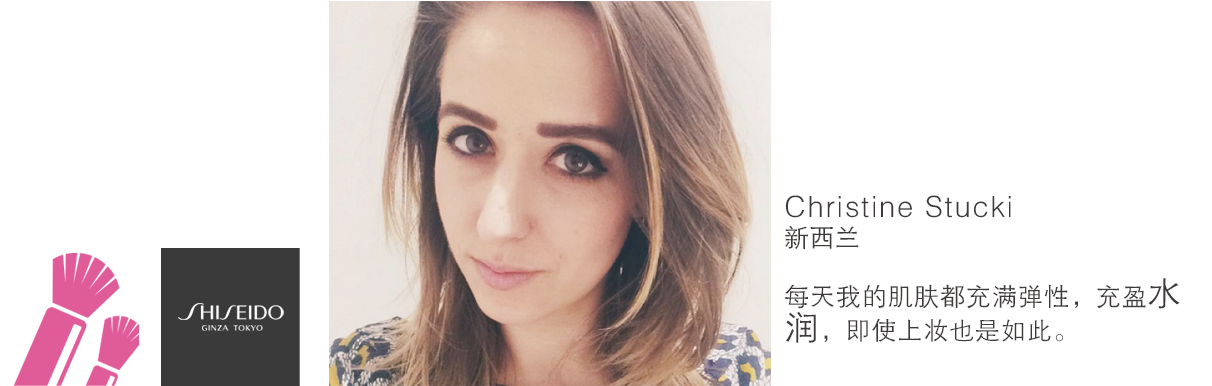 SHISEIDO
GINZA TOKYO
Christine Stucki
新西兰
每天我的肌肤都充满弹性，充盈水
润，即使上妆也是如此。